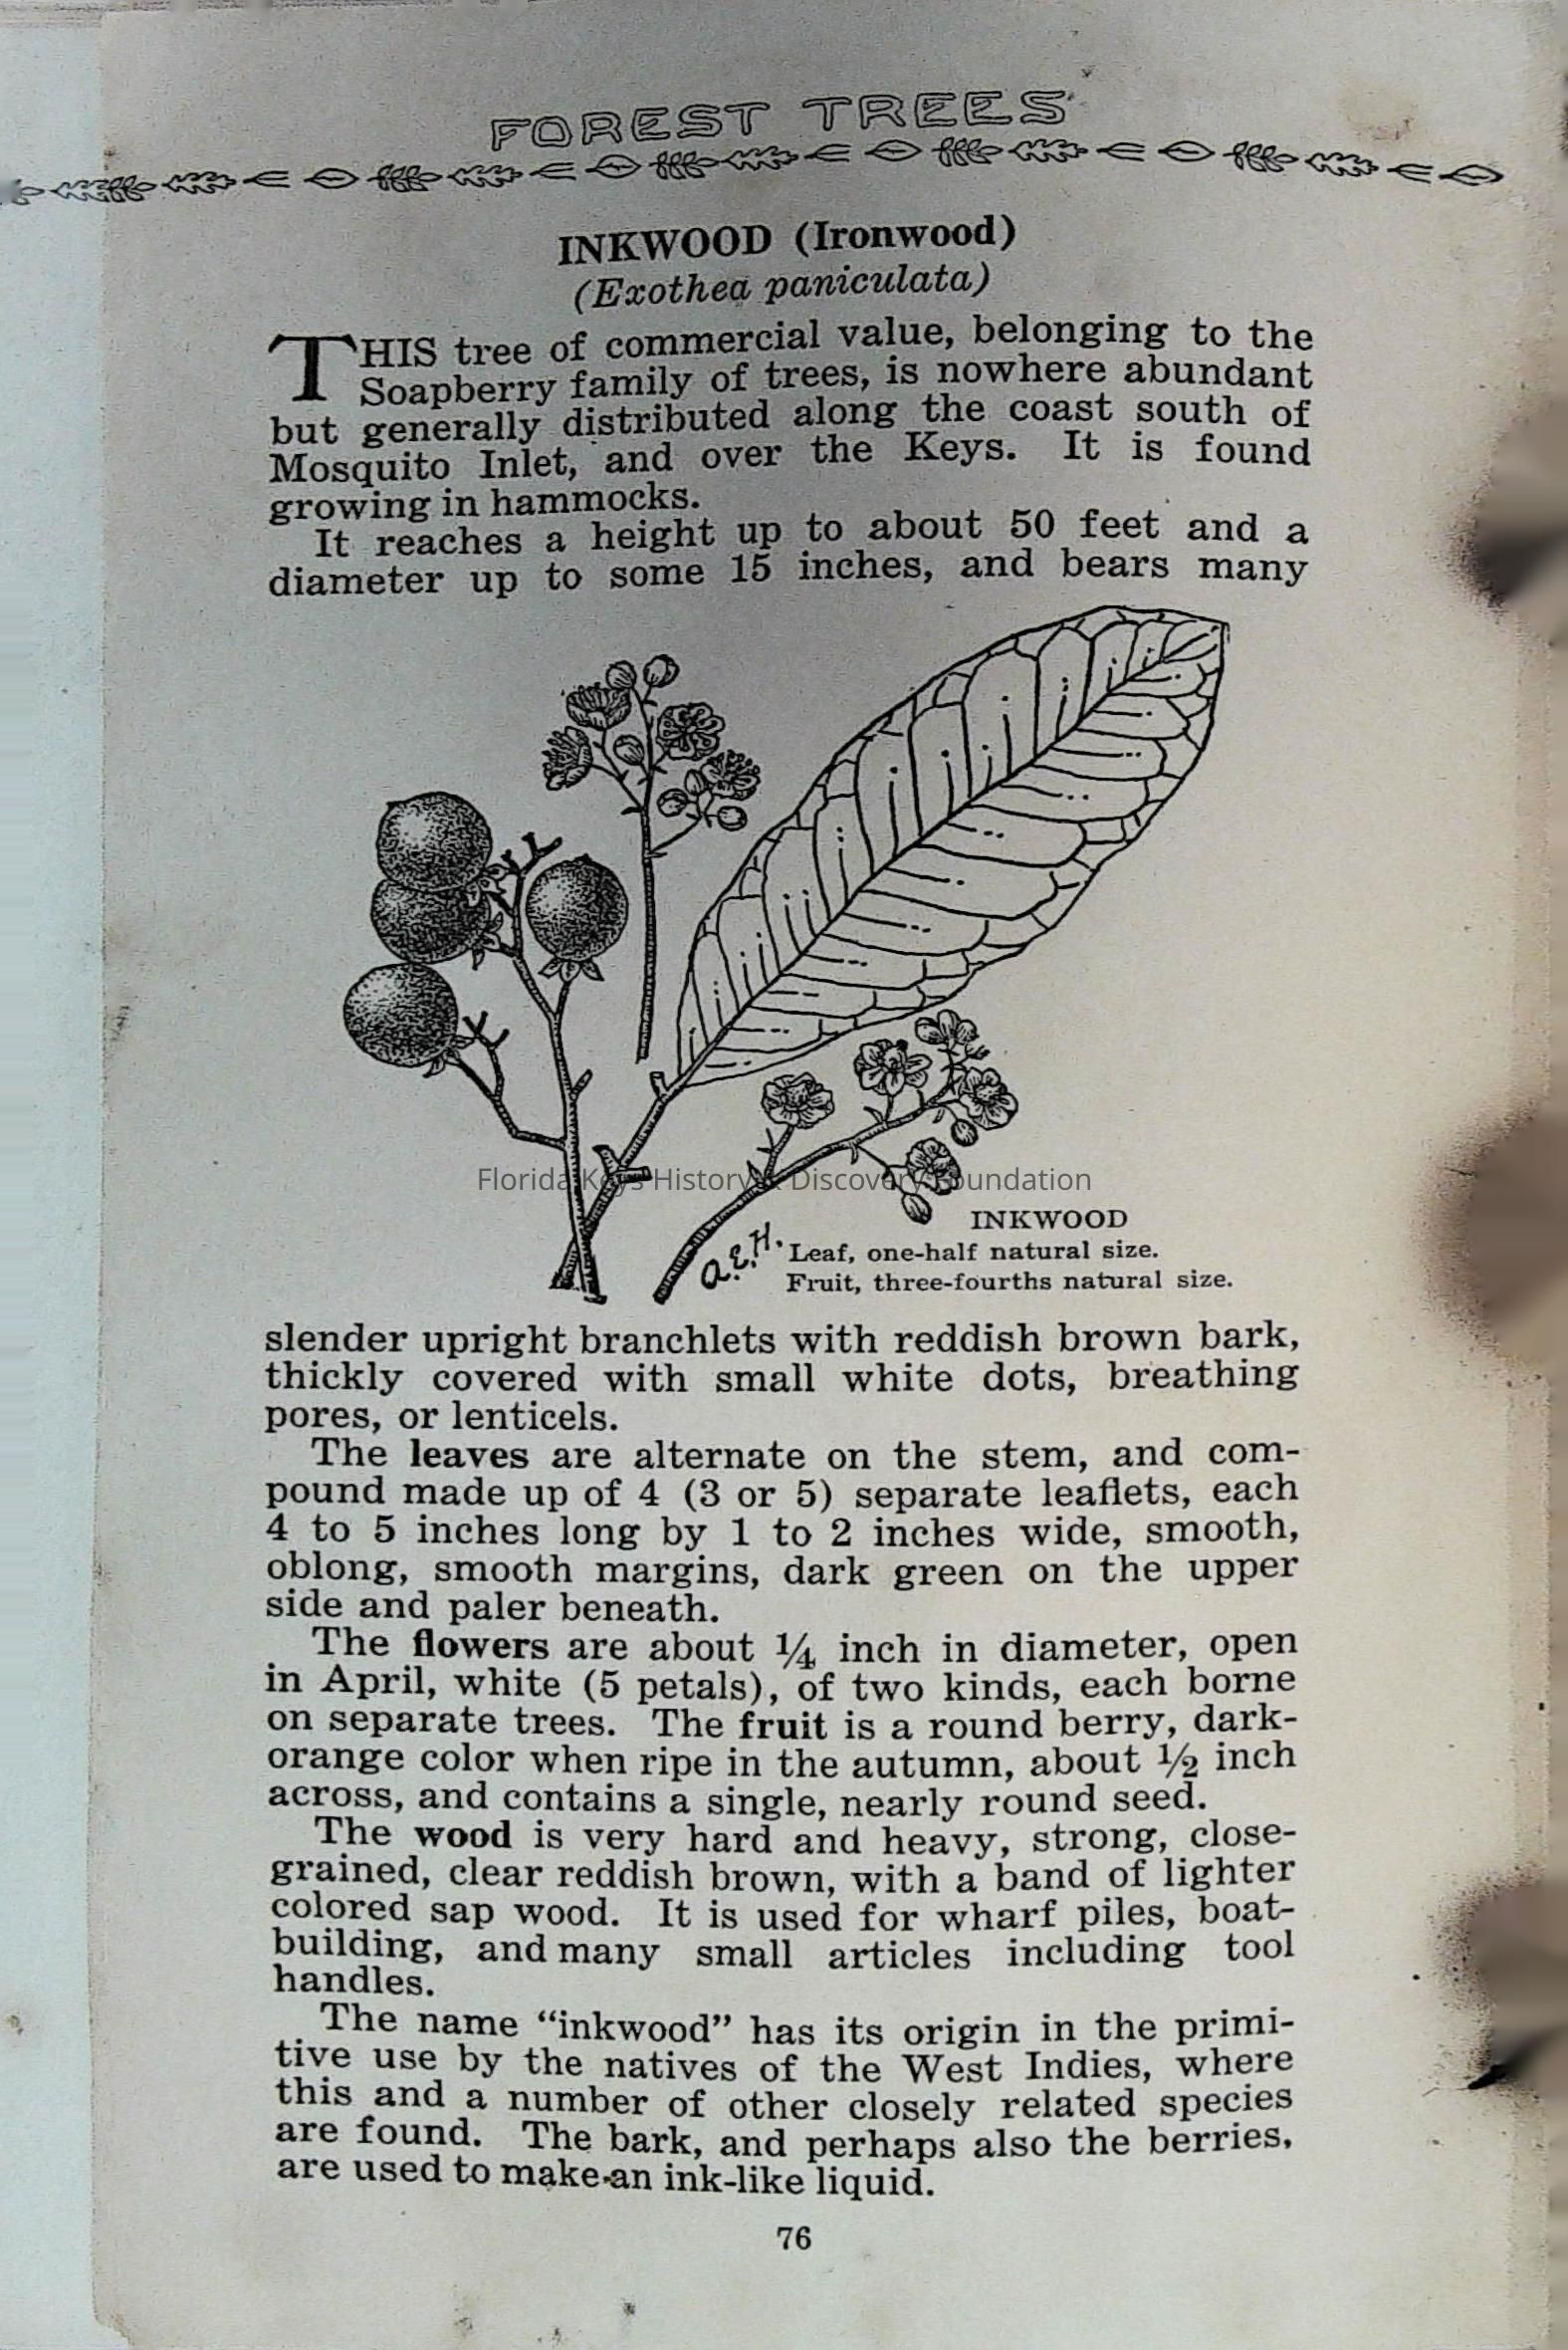 FOREST TREES
INKWOOD (Ironwood)
(Exothea paniculata)
THIS tree of commercial value, belonging to the
Soapberry family of trees, is nowhere abundant
but generally distributed along the coast south of
Mosquito Inlet, and over the Keys. It is found
growing in hammocks.
It reaches a height up to about 50 feet and a
diameter up to some 15 inches, and bears many
Florida Keys History & Discovery Foundation
INKWOOD
A.E.H.
Leaf, one-half natural size.
Fruit, three-fourths natural size.
slender upright branchlets with reddish brown bark,
thickly covered with small white dots, breathing
pores, or lenticels.
The leaves are alternate on the stem, and com-
pound made up of 4 (3 or 5) separate leaflets, each
4 to 5 inches long by 1 to 2 inches wide, smooth,
oblong, smooth margins, dark green on the upper
side and paler beneath.
The flowers are about ¼ inch in diameter, open
in April, white (5 petals), of two kinds, each borne
on separate trees. The fruit is a round berry, dark-
orange color when ripe in the autumn, about ½ inch
across, and contains a single, nearly round seed.
The wood is very hard and heavy, strong, close-
grained, clear reddish brown, with a band of lighter
colored sap wood. It is used for wharf piles, boat-
building, and many small articles including tool
handles.
The name “inkwood” has its origin in the primi-
tive use by the natives of the West Indies, where
this and a number of other closely related species
are found. The bark, and perhaps also the berries,
are used to make an ink-like liquid.
76